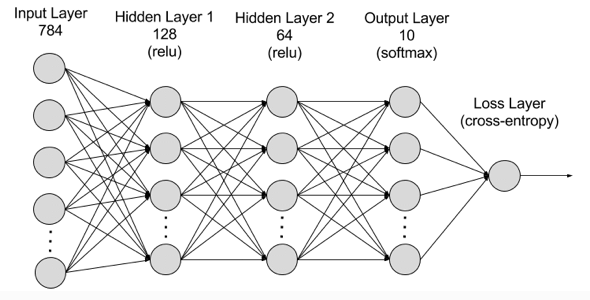 Input Layer
784
Hidden Layer 1
128
(relu)
Hidden Layer 2
64
(relu)
Output Layer
10
(softmax)
Loss Layer
(cross-entropy)